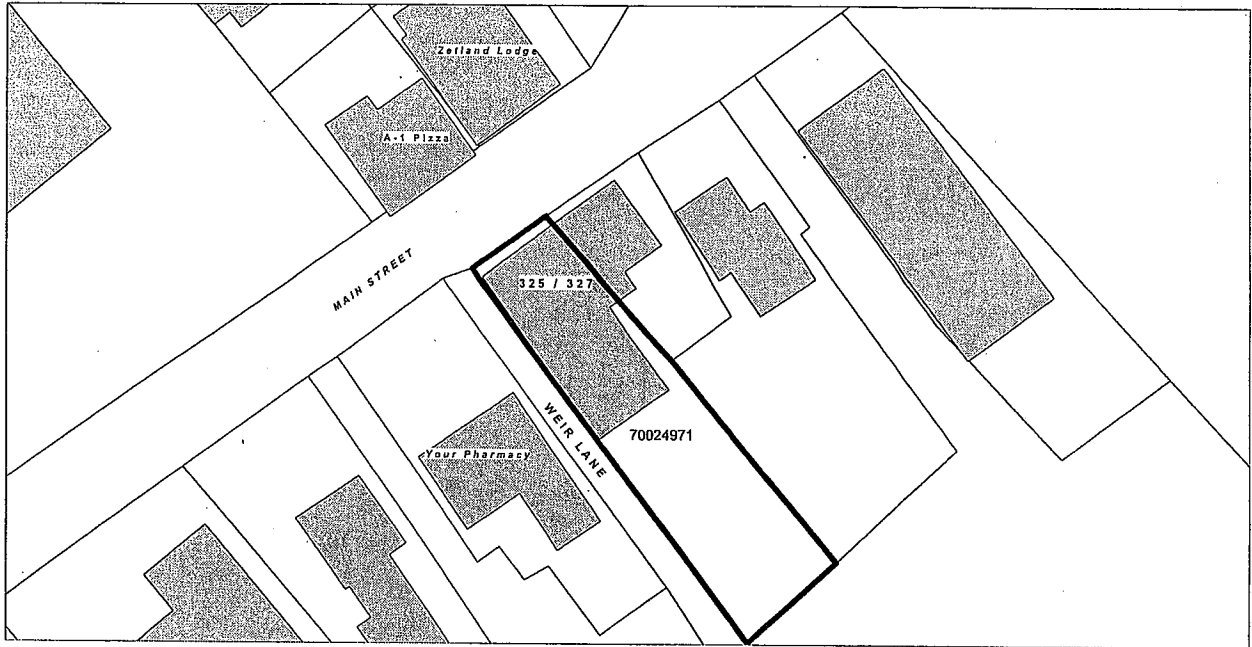 Zetland Lodge
A-1 Pizza
MAIN STREET
325 / 327
WEIR LANE
70024971
Your Pharmacy